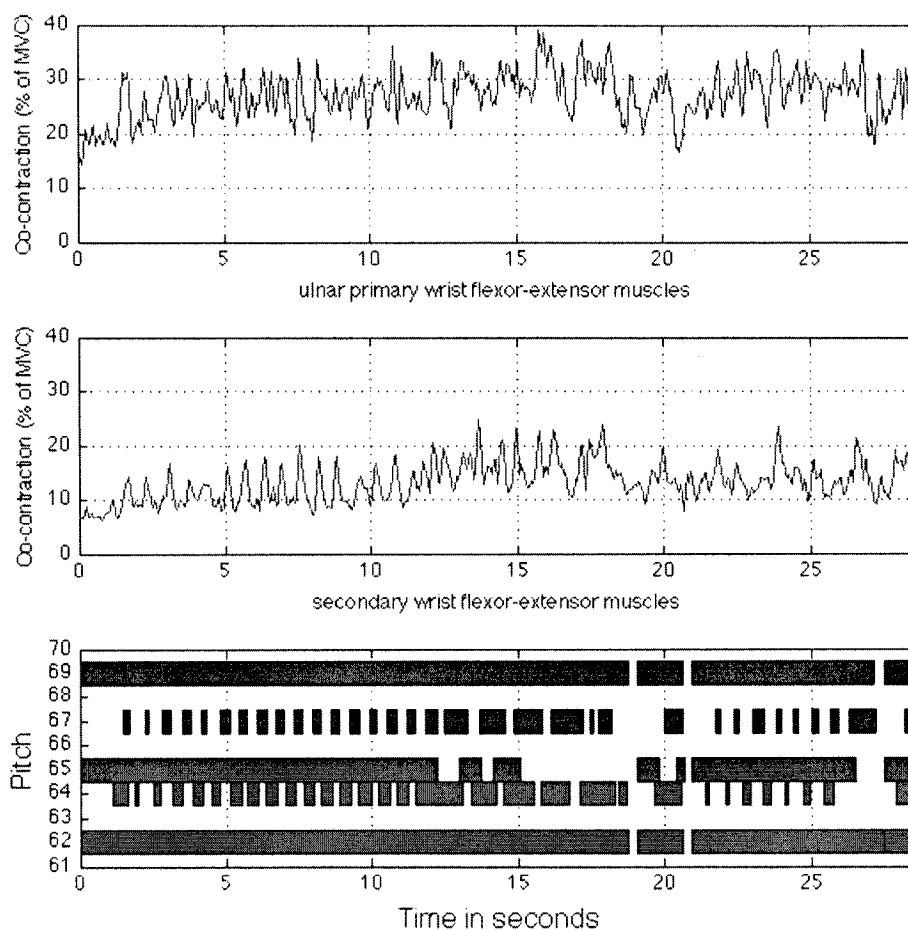 40
30
20
10
0
Co-contraction (% of MVC)
0 5 10 15 20 25
ulnar primary wrist flexor-extensor muscles
40
30
20
10
0
Co-contraction (% of MVC)
0 5 10 15 20 25
secondary wrist flexor-extensor muscles
70
69
68
67
66
65
64
63
62
61
Pitch
0 5 10 15 20 25
Time in seconds